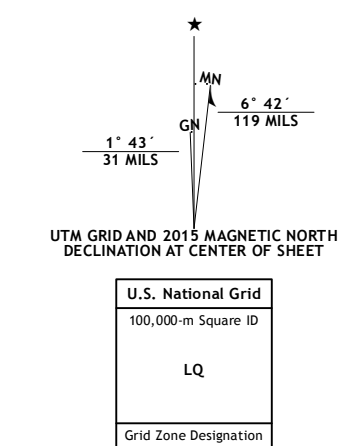 ★
MN
GN
6° 42´
119 MILS
1° 43´
31 MILS
UTM GRID AND 2015 MAGNETIC NORTH
DECLINATION AT CENTER OF SHEET
U.S. National Grid
100,000-m Square ID
LQ
Grid Zone Designation